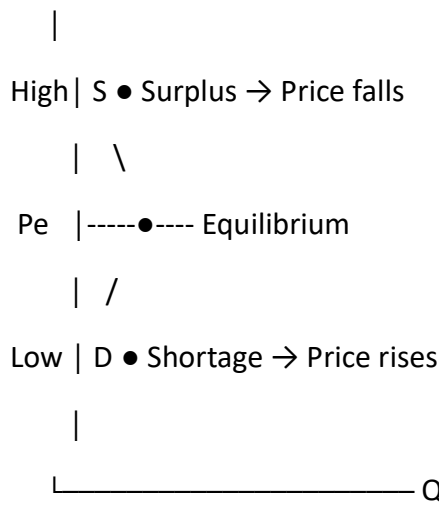 |
High| S ● Surplus → Price falls
| \
Pe |-----●---- Equilibrium
| /
Low | D ● Shortage → Price rises
|
└────────────────────── Q